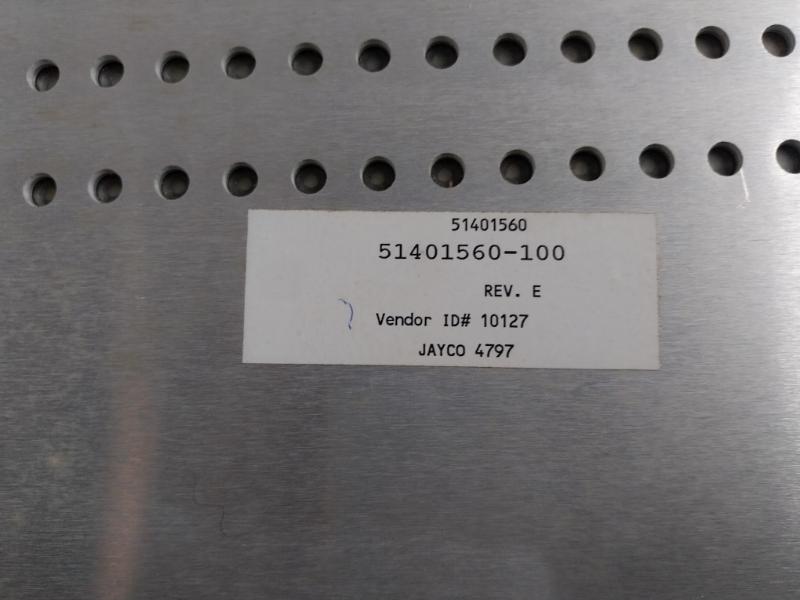 51401560
51401560-100
REV. E
Vendor ID# 10127
JAYCO 4797